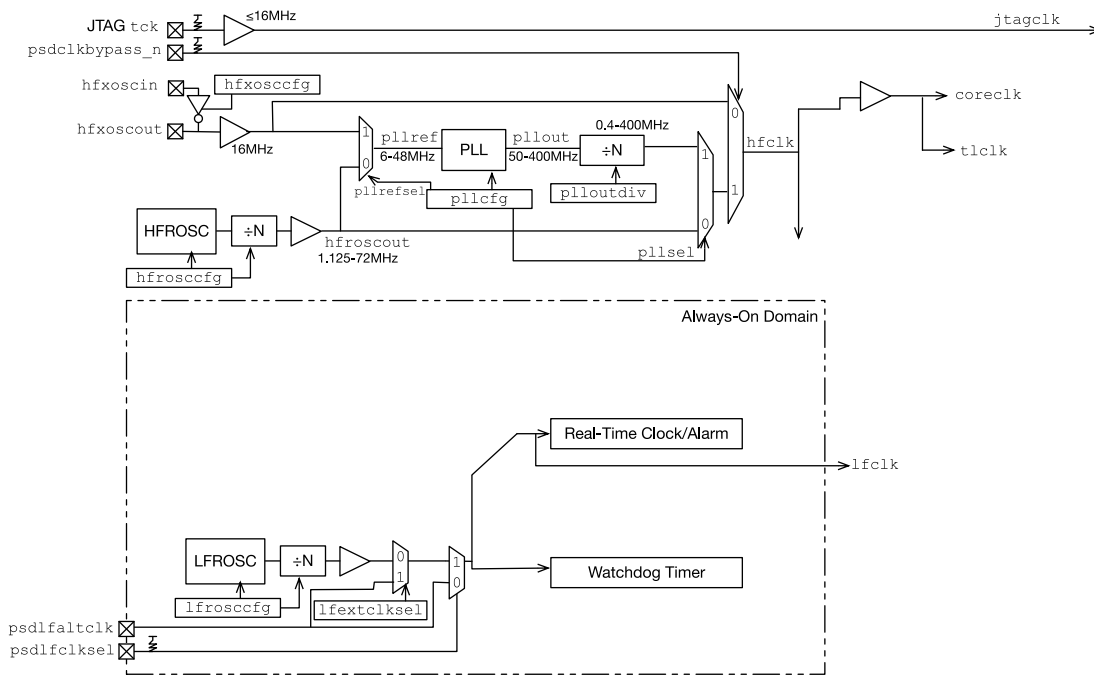 ≤16MHz
jtagclk
JTAG tck
psdclkbypass_n
hfxoscin
hfxosccfg
hfxoscout
16MHz
1
0
pllref
6-48MHz
PLL
pllout
50-400MHz
0.4-400MHz
÷N
pllrefsel
pllcfg
plloutdiv
1
0
pllsel
0
1
hfclk
coreclk
tlclk
HFROSC
÷N
hfroscout
1.125-72MHz
hfrosccfg
Always-On Domain
Real-Time Clock/Alarm
lfclk
LFROSC
÷N
0
1
1
0
Watchdog Timer
lfrosccfg
lfextclksel
psdlfaltclk
psdlfclksel